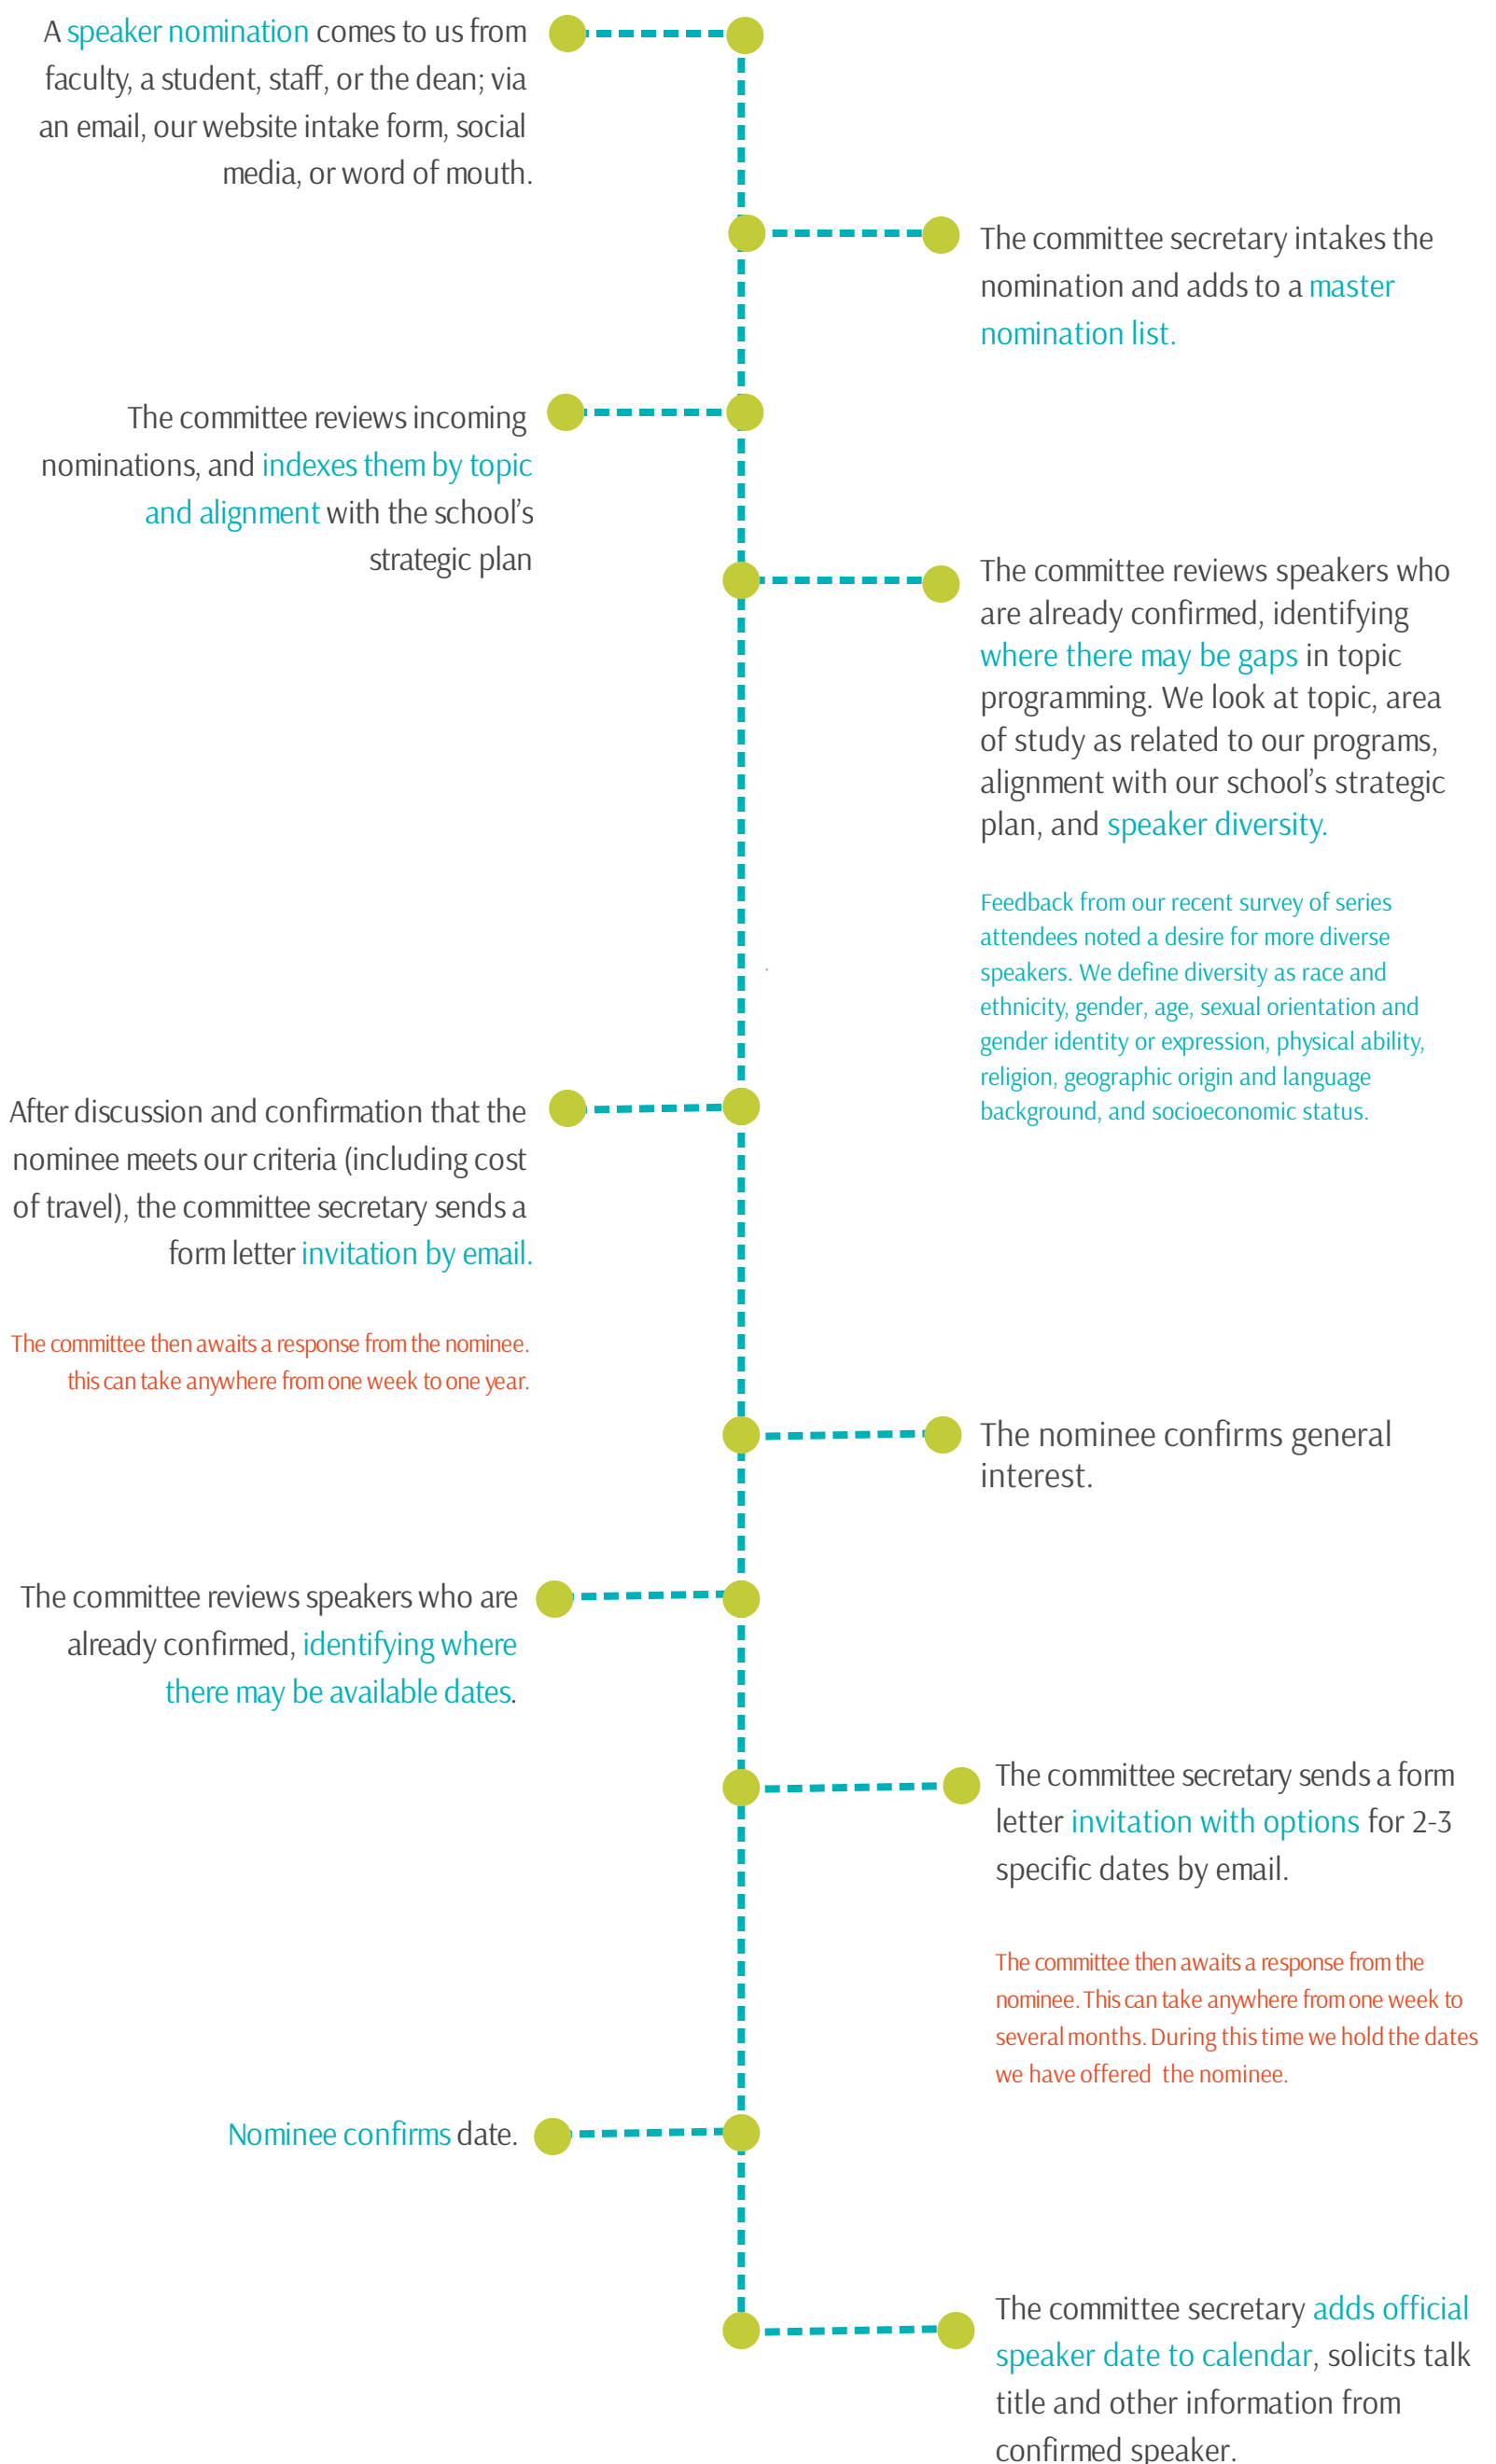 A speaker nomination comes to us from
faculty, a student, staff, or the dean; via
an email, our website intake form, social
media, or word of mouth.
The committee secretary intakes the
nomination and adds to a master
nomination list.
The committee reviews incoming
nominations, and indexes them by topic
and alignment with the school’s
strategic plan
The committee reviews speakers who
are already confirmed, identifying
where there may be gaps in topic
programming. We look at topic, area
of study as related to our programs,
alignment with our school’s strategic
plan, and speaker diversity.
Feedback from our recent survey of series
attendees noted a desire for more diverse
speakers. We define diversity as race and
ethnicity, gender, age, sexual orientation and
gender identity or expression, physical ability,
religion, geographic origin and language
background, and socioeconomic status.
After discussion and confirmation that the
nominee meets our criteria (including cost
of travel), the committee secretary sends a
form letter invitation by email.
The committee then awaits a response from the nominee.
this can take anywhere from one week to one year.
The nominee confirms general
interest.
The committee reviews speakers who are
already confirmed, identifying where
there may be available dates.
The committee secretary sends a form
letter invitation with options for 2-3
specific dates by email.
The committee then awaits a response from the
nominee. This can take anywhere from one week to
several months. During this time we hold the dates
we have offered the nominee.
Nominee confirms date.
The committee secretary adds official
speaker date to calendar, solicits talk
title and other information from
confirmed speaker.